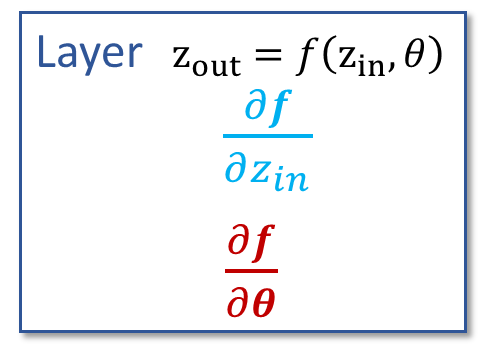 Layer z_out = f(z_in, θ)
∂f
∂z_in
∂f
∂θ